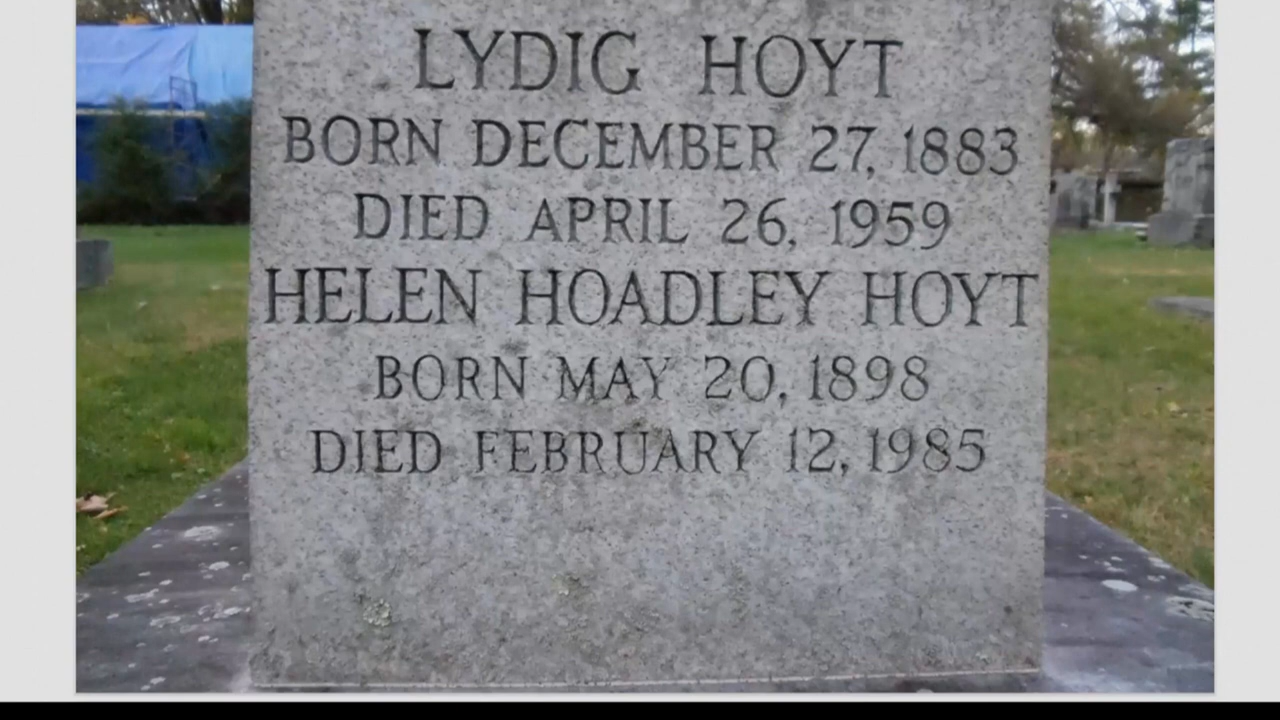 LYDIG HOYT
BORN DECEMBER 27, 1883
DIED APRIL 26, 1959
HELEN HOADLEY HOYT
BORN MAY 20, 1898
DIED FEBRUARY 12, 1985